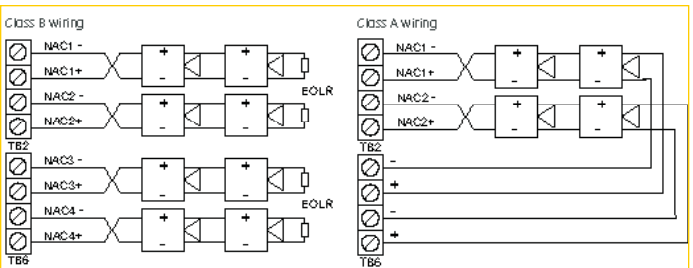 Class B wiring
NAC1 -
NAC1+
NAC2 -
NAC2+
TB2
+ -
+ -
+ -
+ -
EOLR
NAC3 -
NAC3+
NAC4 -
NAC4+
TB6
+ -
+ -
+ -
+ -
EOLR
Class A wiring
NAC1 -
NAC1+
NAC2 -
NAC2+
TB2
+ -
+ -
+ -
+ -
-
+
-
+
TB6